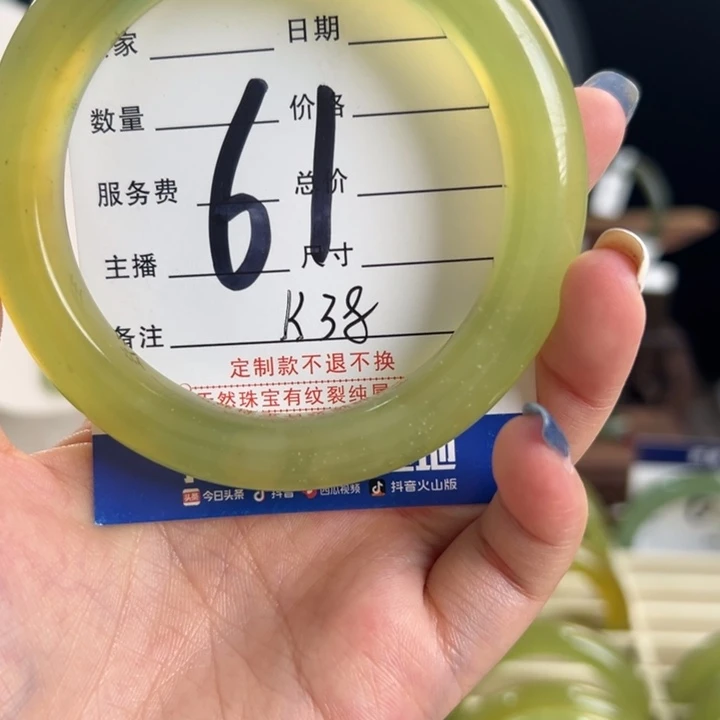 家 日期
数量 价格
服务费 总价
61
主播 尺寸
备注 K38
定制款不退不换
天然珠宝有纹裂纯属
今日头条 抖音 西瓜视频 抖音火山版